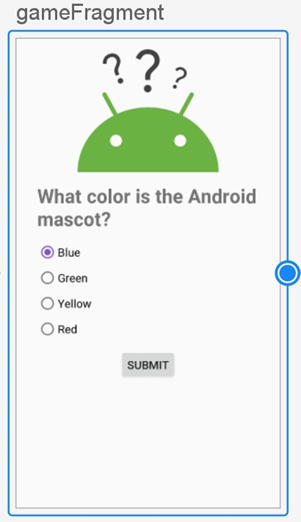 gameFragment
? ? ?
What color is the Android
mascot?
Blue
Green
Yellow
Red
SUBMIT